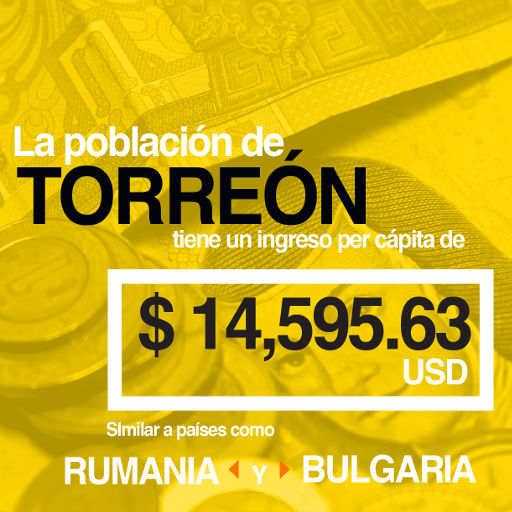 La población de
TORREÓN
tiene un ingreso per cápita de
$ 14,595.63
USD
SImilar a países como
RUMANIA Y BULGARIA